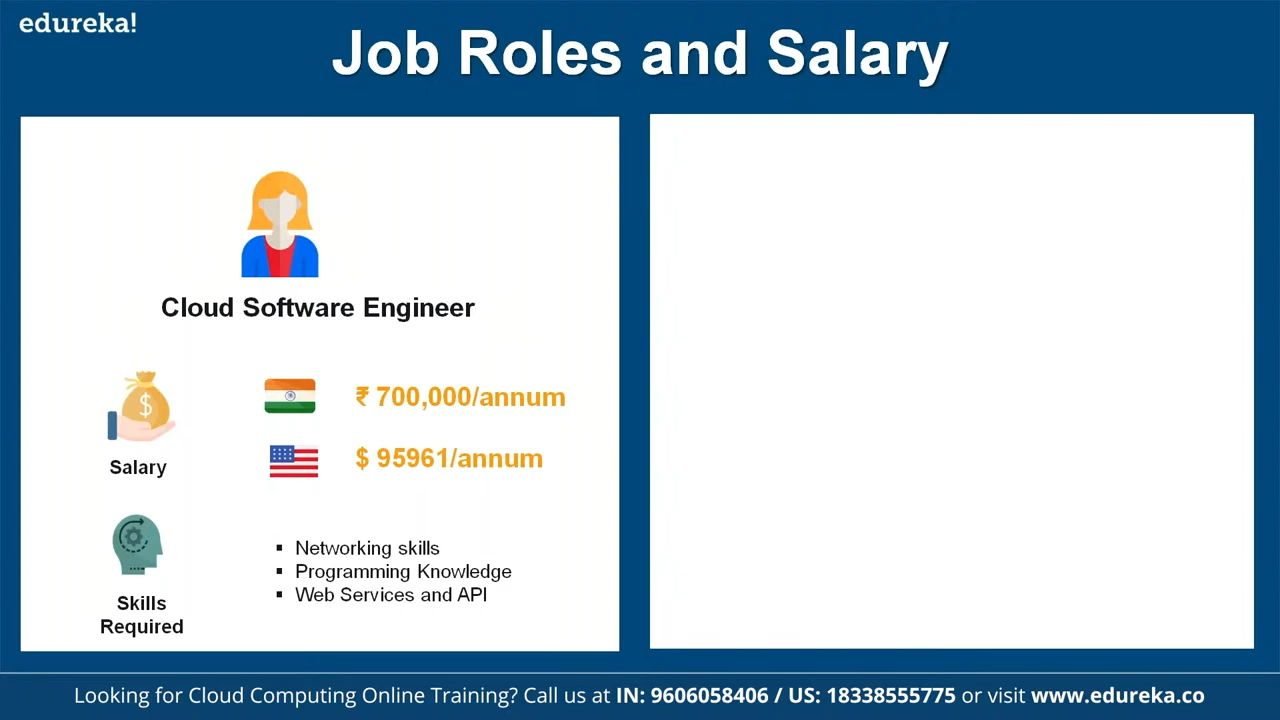 edureka!
Job Roles and Salary
Cloud Software Engineer
$
₹ 700,000/annum
$ 95961/annum
Salary
Networking skills
Programming Knowledge
Web Services and API
Skills
Required
Looking for Cloud Computing Online Training? Call us at IN: 9606058406 / US: 18338555775 or visit www.edureka.co